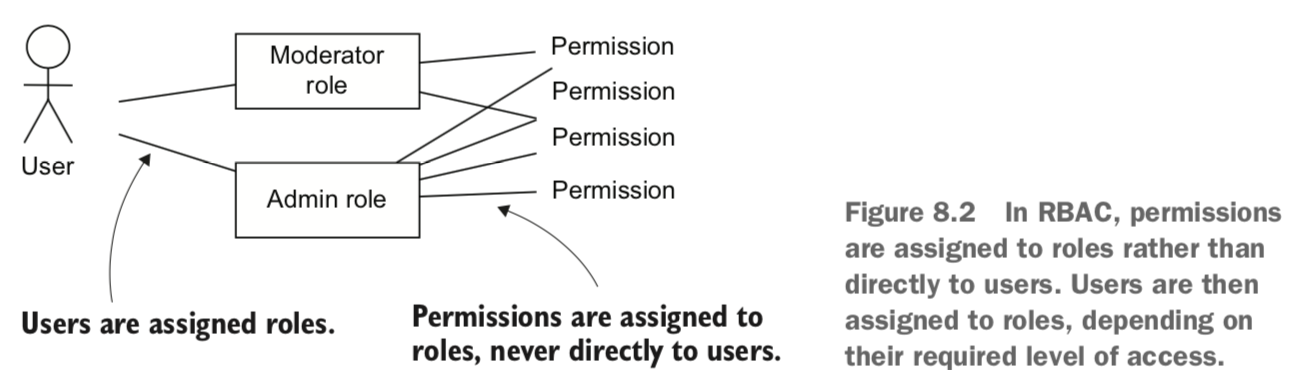 Moderator
role
Permission
Permission
Permission
Permission
User
Admin role
Users are assigned roles.
Permissions are assigned to
roles, never directly to users.
Figure 8.2 In RBAC, permissions
are assigned to roles rather than
directly to users. Users are then
assigned to roles, depending on
their required level of access.